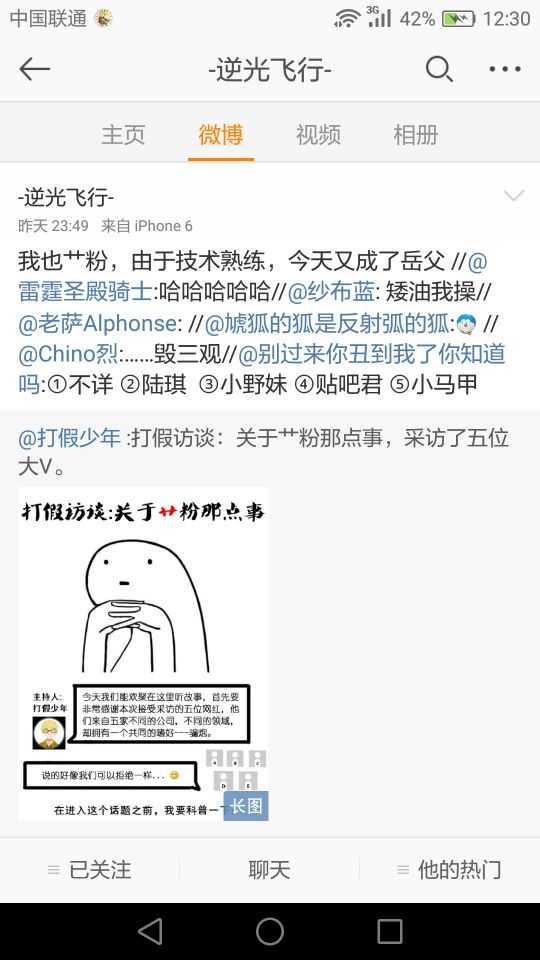 中国联通 3G 42% 12:30
-逆光飞行-
主页 微博 视频 相册
-逆光飞行-
昨天 23:49 来自 iPhone 6
我也艹粉，由于技术熟练，今天又成了岳父 //@
雷霆圣殿骑士:哈哈哈哈哈//@纱布蓝: 矮油我操//
@老萨Alphonse: //@虓狐的狐是反射弧的狐: //
@Chino烈:……毁三观//@别过来你丑到我了你知道
吗:①不详 ②陆琪 ③小野妹 ④贴吧君 ⑤小马甲
@打假少年 :打假访谈：关于艹粉那点事，采访了五位
大V。
打假访谈:关于艹粉那点事
主持人:
打假少年
今天我们能欢聚在这里听故事，首先要
非常感谢本次接受采访的五位网红，他
们来自五家不同的公司，不同的领域，
却拥有一个共同的嗜好——骗炮。
A B C
D E
说的好像我们可以拒绝一样...
在进入这个话题之前，我要科普一下
长图
已关注 聊天 他的热门